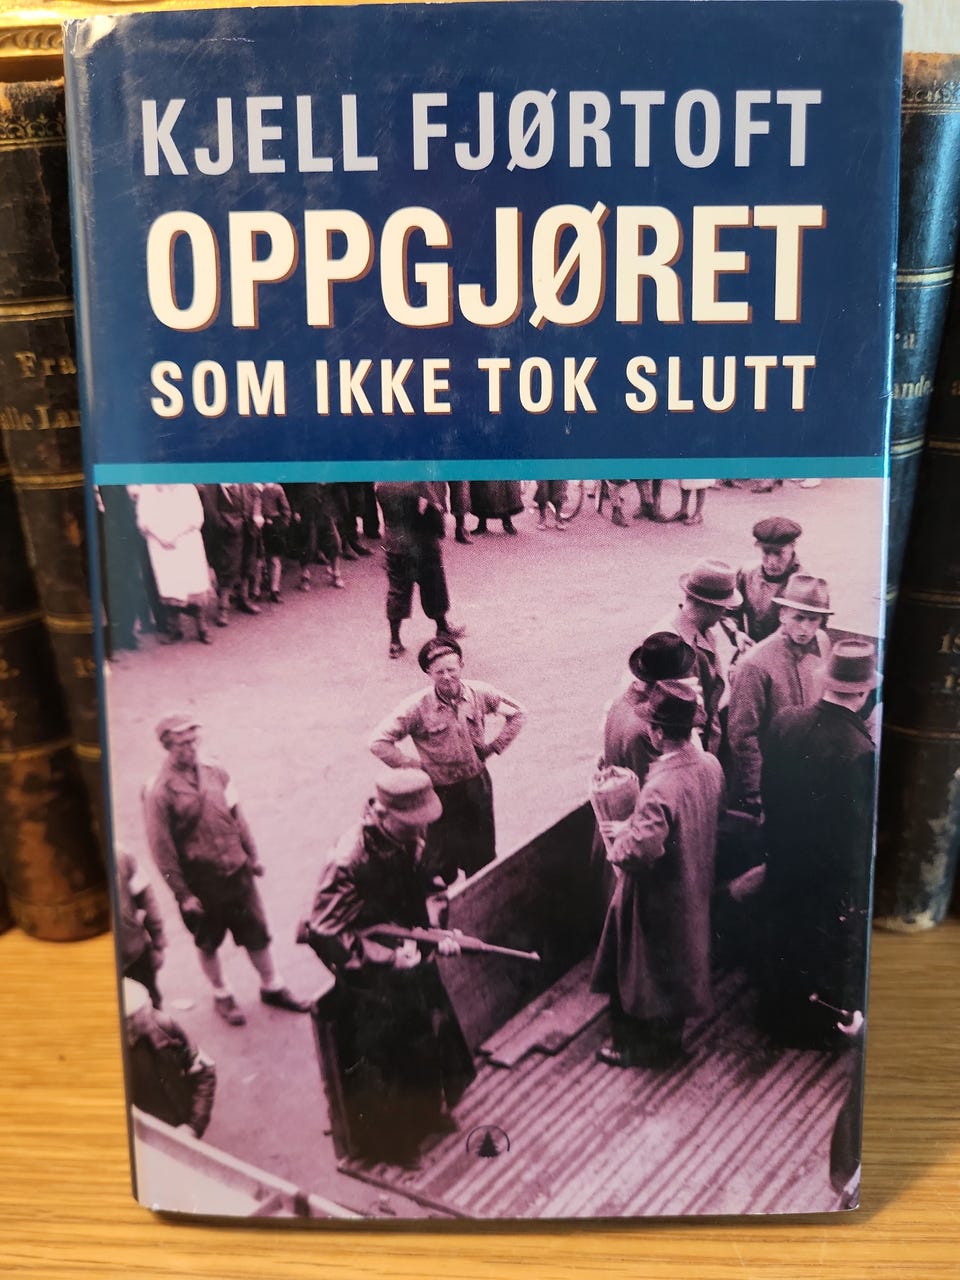 KJELL FJØRTOFT
OPPGJØRET
SOM IKKE TOK SLUTT